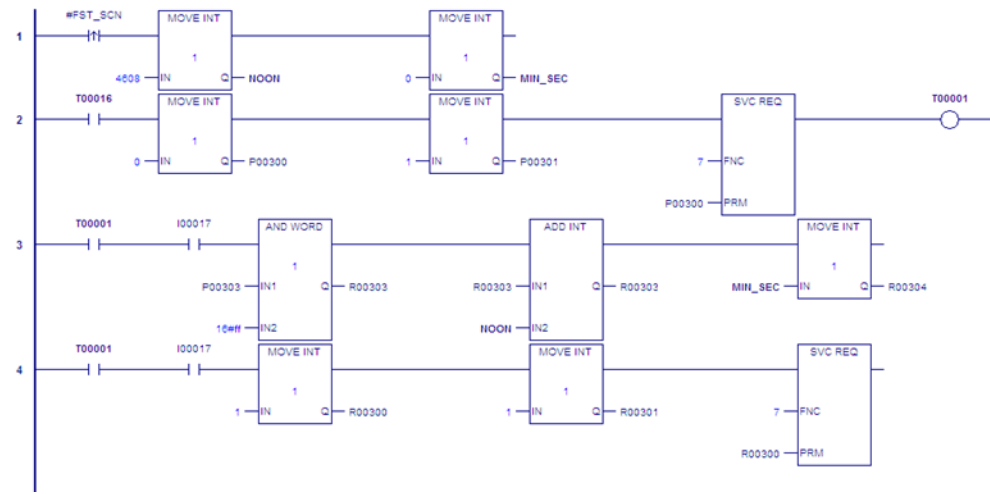 #FST_SCN MOVE INT MOVE INT
1 1 1
4608 IN Q NOON 0 IN Q MIN_SEC
T00016 MOVE INT MOVE INT SVC REQ T00001
2 1 1
0 IN Q P00300 1 IN Q P00301 7 FNC
P00300 PRM
T00001 I00017 AND WORD ADD INT MOVE INT
3 1 1
P00303 IN1 Q R00303 R00303 IN1 Q R00303 MIN_SEC IN Q R00304
16#ff IN2 NOON IN2
T00001 I00017 MOVE INT MOVE INT SVC REQ
4 1 1
1 IN Q R00300 1 IN Q R00301 7 FNC
R00300 PRM